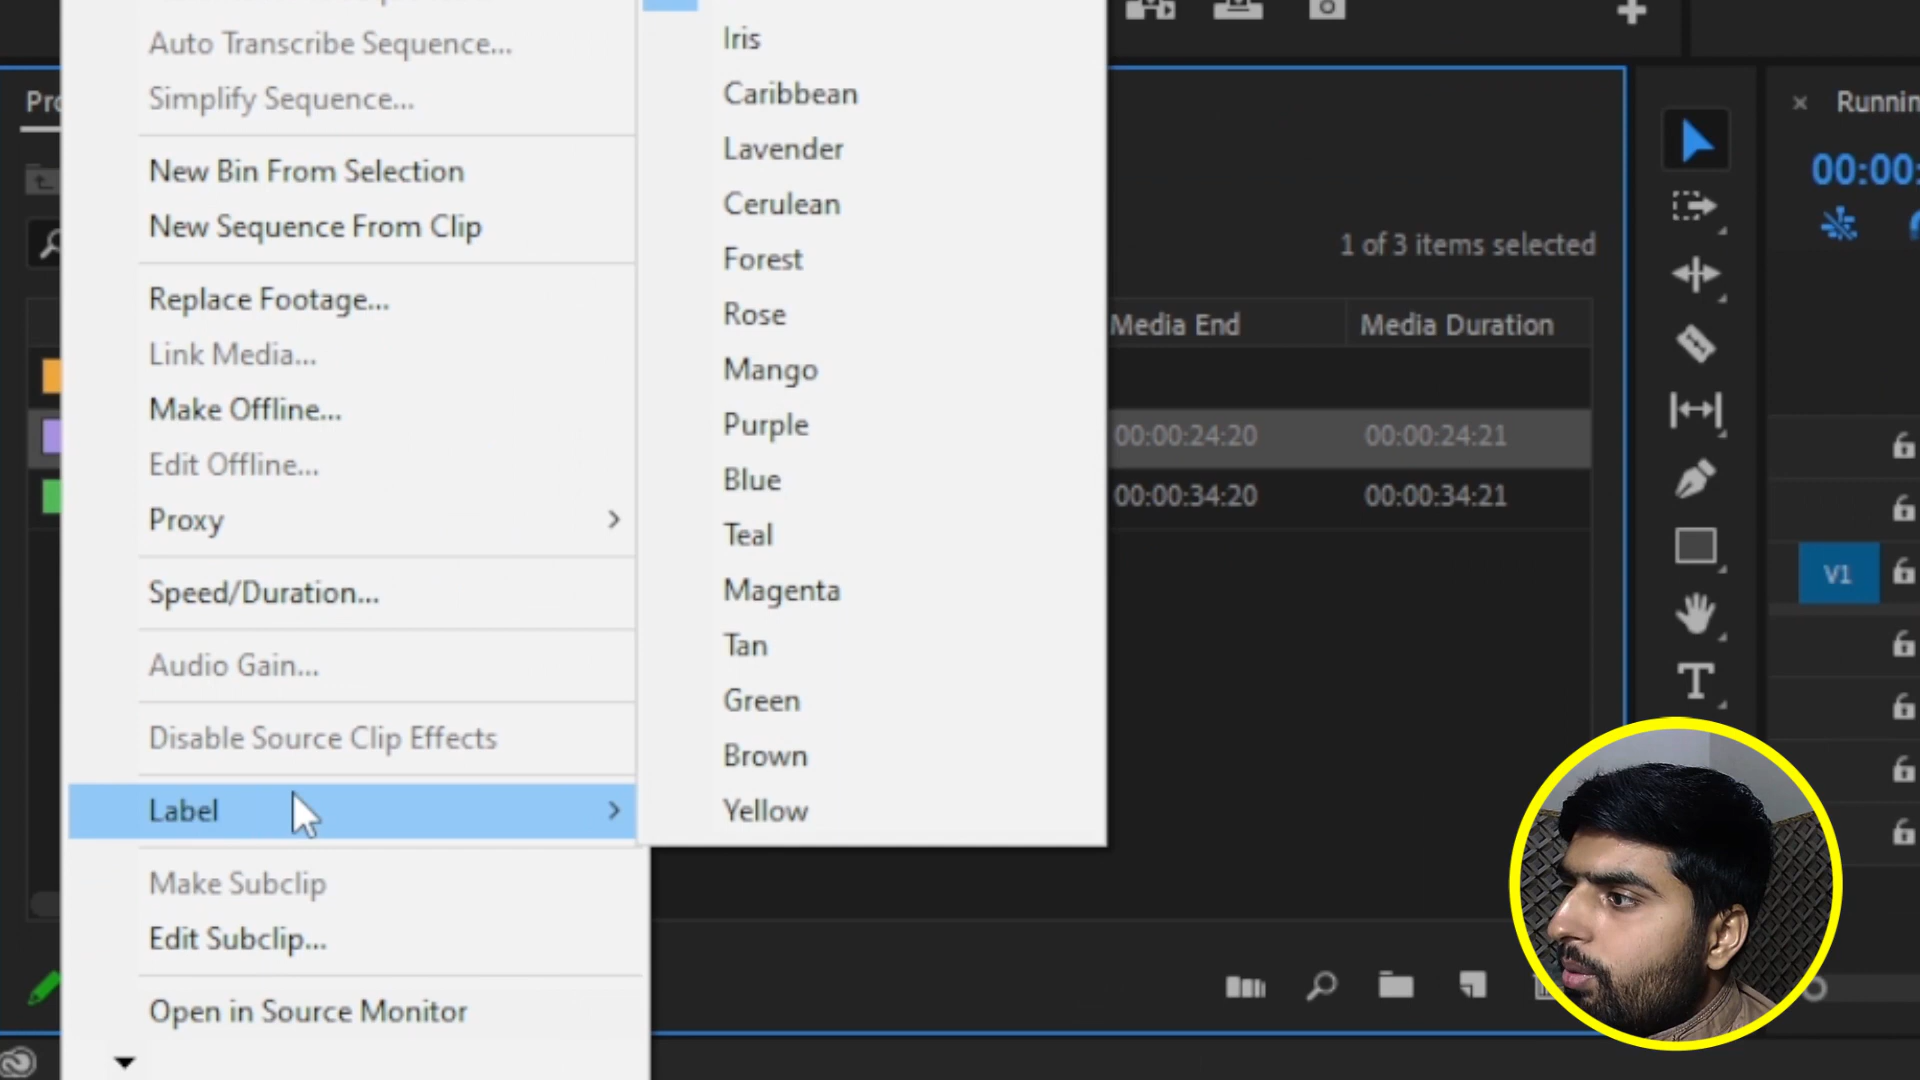 Auto Transcribe Sequence...
Simplify Sequence...
New Bin From Selection
New Sequence From Clip
Replace Footage...
Link Media...
Make Offline...
Edit Offline...
Proxy
Speed/Duration...
Audio Gain...
Disable Source Clip Effects
Label
Make Subclip
Edit Subclip...
Open in Source Monitor
Iris
Caribbean
Lavender
Cerulean
Forest
Rose
Mango
Purple
Blue
Teal
Magenta
Tan
Green
Brown
Yellow
1 of 3 items selected
Media End Media Duration
00:00:24:20 00:00:24:21
00:00:34:20 00:00:34:21
Pro
Runnin
00:00:
V1